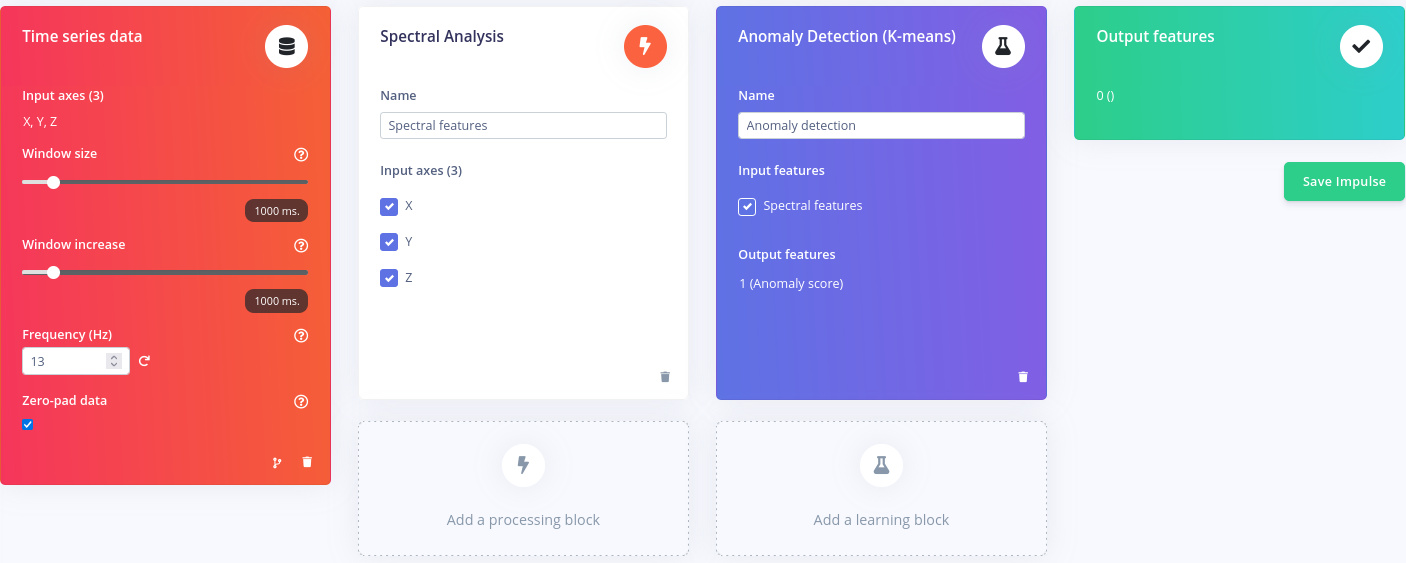 Time series data
Input axes (3)
X, Y, Z
Window size
1000 ms.
Window increase
1000 ms.
Frequency (Hz)
13
Zero-pad data
Spectral Analysis
Name
Spectral features
Input axes (3)
X
Y
Z
Add a processing block
Anomaly Detection (K-means)
Name
Anomaly detection
Input features
Spectral features
Output features
1 (Anomaly score)
Add a learning block
Output features
0 ()
Save Impulse